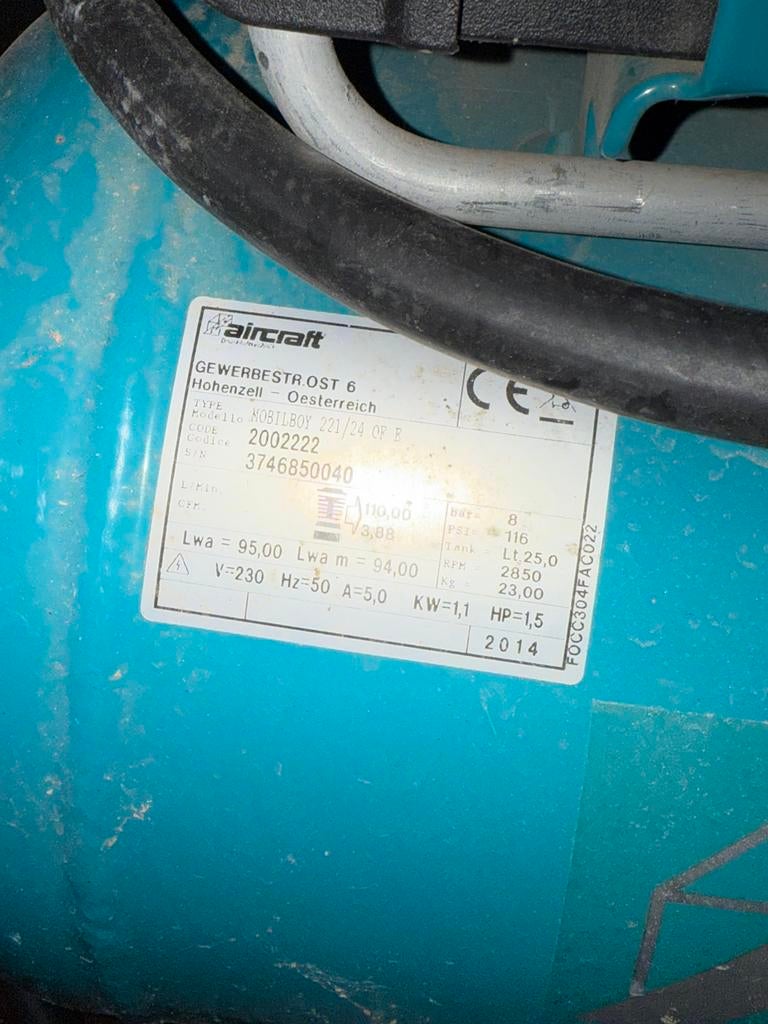 aircraft
GEWERBESTR.OST 6
Hohenzell - Oesterreich
CE
TYPE
Modello MOBILBOY 221/24 OF E
CODE
Codice 2002222
S/N 3746850040
L/Min. 110,00
CFM. 3,88
Bar= 8
PSI= 116
Tank = Lt.25,0
RPM = 2850
Kg = 23,00
Lwa = 95,00 Lwa m = 94,00
V=230 Hz=50 A=5,0 KW=1,1 HP=1,5
2014
FOCC304FAC022